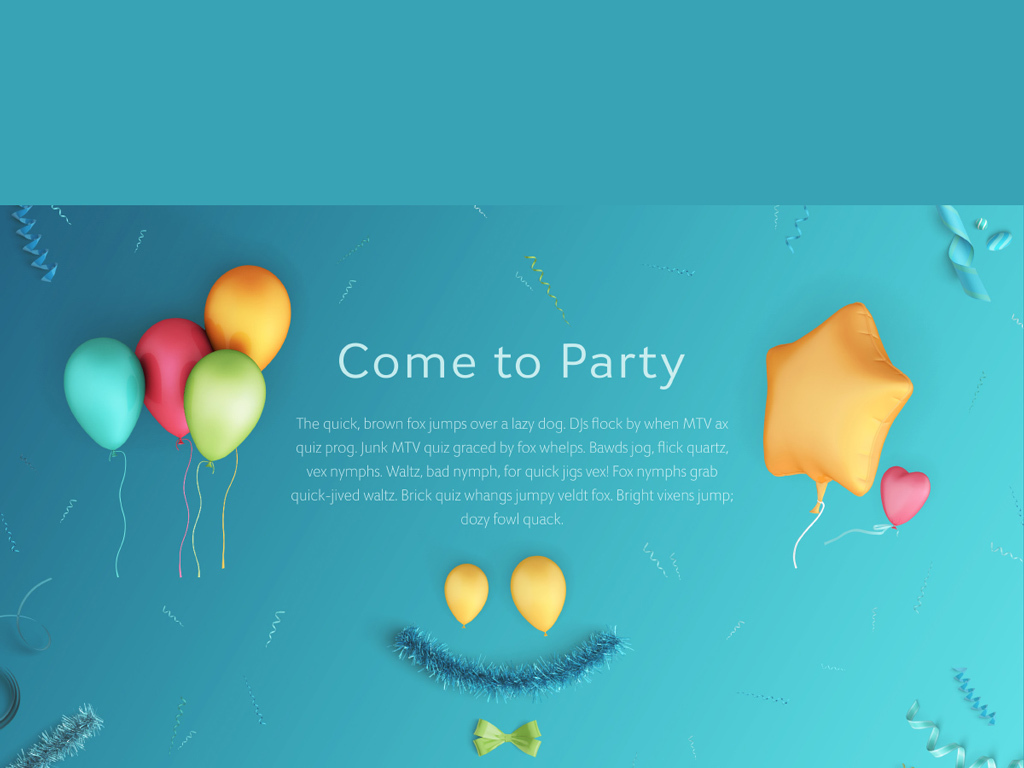 Come to Party
The quick, brown fox jumps over a lazy dog. DJs flock by when MTV ax
quiz prog. Junk MTV quiz graced by fox whelps. Bawds jog, flick quartz,
vex nymphs. Waltz, bad nymph, for quick jigs vex! Fox nymphs grab
quick-jived waltz. Brick quiz whangs jumpy veldt fox. Bright vixens jump;
dozy fowl quack.